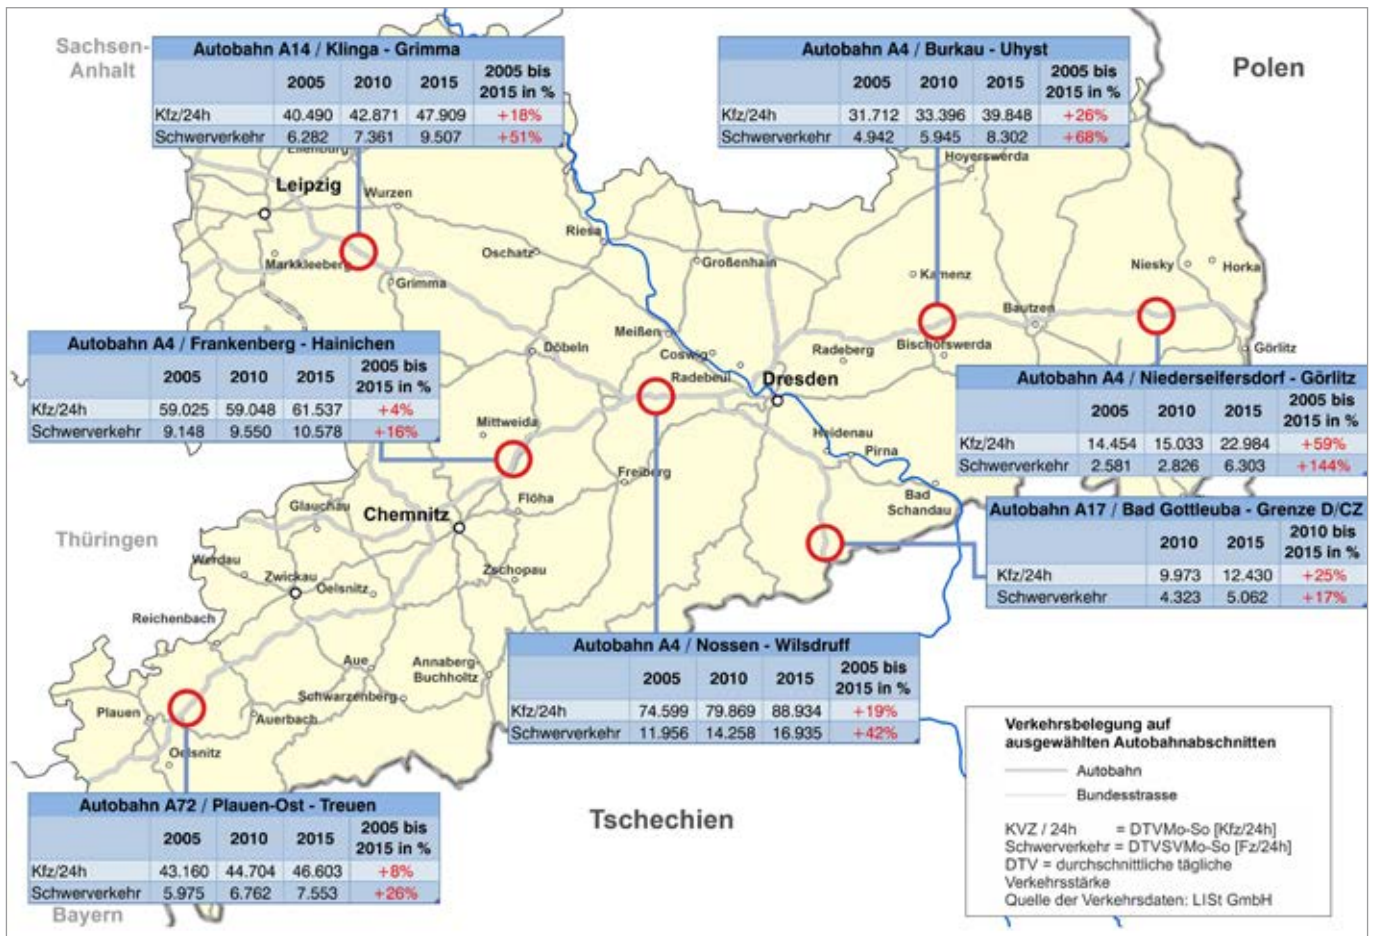 Sachsen-
Anhalt
Polen
Autobahn A14 / Klinga - Grimma
2005 2010 2015 2005 bis
2015 in %
Kfz/24h 40.490 42.871 47.909 +18%
Schwerverkehr 6.282 7.361 9.507 +51%
Autobahn A4 / Burkau - Uhyst
2005 2010 2015 2005 bis
2015 in %
Kfz/24h 31.712 33.396 39.848 +26%
Schwerverkehr 4.942 5.945 8.302 +68%
Eilenburg
Hoyerswerda
Leipzig
Wurzen
Riesa
Oschatz
Großenhain
Markkleeberg
Grimma
Kamenz
Niesky
Horka
Bautzen
Meißen
Döbeln
Coswig
Radebeul
Radeberg
Bischofswerda
Görlitz
Dresden
Autobahn A4 / Frankenberg - Hainichen
2005 2010 2015 2005 bis
2015 in %
Kfz/24h 59.025 59.048 61.537 +4%
Schwerverkehr 9.148 9.550 10.578 +16%
Autobahn A4 / Niederseifersdorf - Görlitz
2005 2010 2015 2005 bis
2015 in %
Kfz/24h 14.454 15.033 22.984 +59%
Schwerverkehr 2.581 2.826 6.303 +144%
Mittweida
Heidenau
Pirna
Freiberg
Flöha
Bad
Schandau
Glauchau
Chemnitz
Thüringen
Autobahn A17 / Bad Gottleuba - Grenze D/CZ
2010 2015 2010 bis
2015 in %
Kfz/24h 9.973 12.430 +25%
Schwerverkehr 4.323 5.062 +17%
Werdau
Zwickau
Oelsnitz
Zschopau
Reichenbach
Aue
Annaberg-
Buchholtz
Schwarzenberg
Plauen
Auerbach
Oelsnitz
Autobahn A4 / Nossen - Wilsdruff
2005 2010 2015 2005 bis
2015 in %
Kfz/24h 74.599 79.869 88.934 +19%
Schwerverkehr 11.956 14.258 16.935 +42%
Tschechien
Autobahn A72 / Plauen-Ost - Treuen
2005 2010 2015 2005 bis
2015 in %
Kfz/24h 43.160 44.704 46.603 +8%
Schwerverkehr 5.975 6.762 7.553 +26%
Bayern
Verkehrsbelegung auf
ausgewählten Autobahnabschnitten
Autobahn
Bundesstrasse
KVZ / 24h = DTVMo-So [Kfz/24h]
Schwerverkehr = DTVSVMo-So [Fz/24h]
DTV = durchschnittliche tägliche
Verkehrsstärke
Quelle der Verkehrsdaten: LISt GmbH